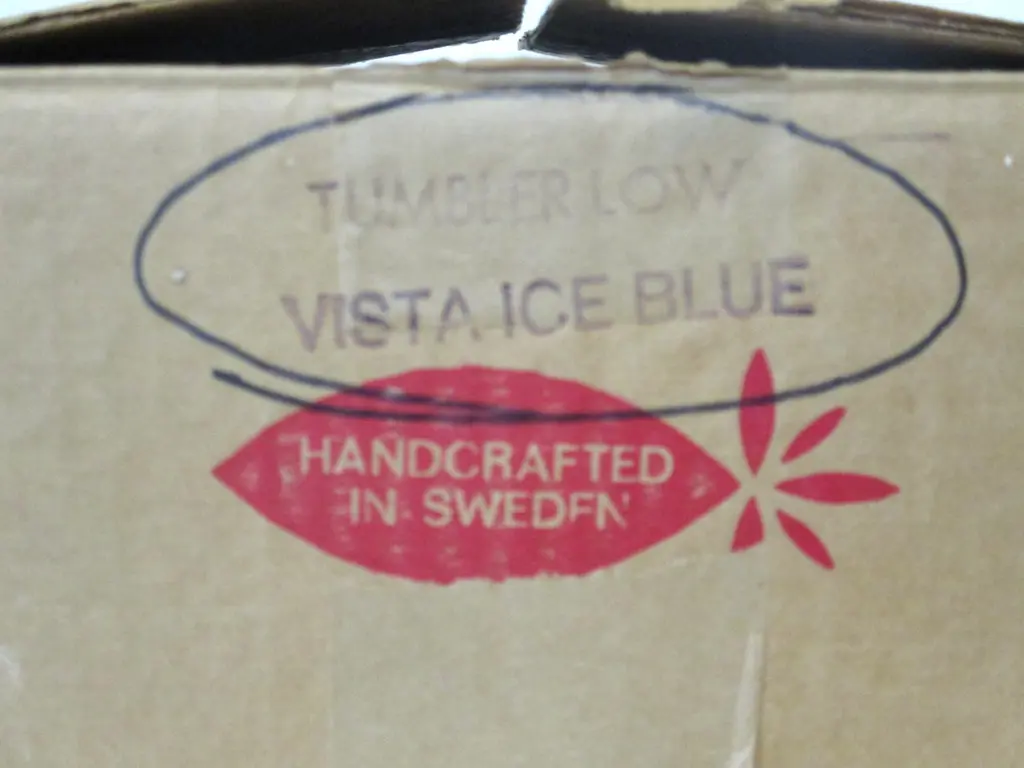 TUMBLER LOW
VISTA ICE BLUE
HANDCRAFTED
IN SWEDEN